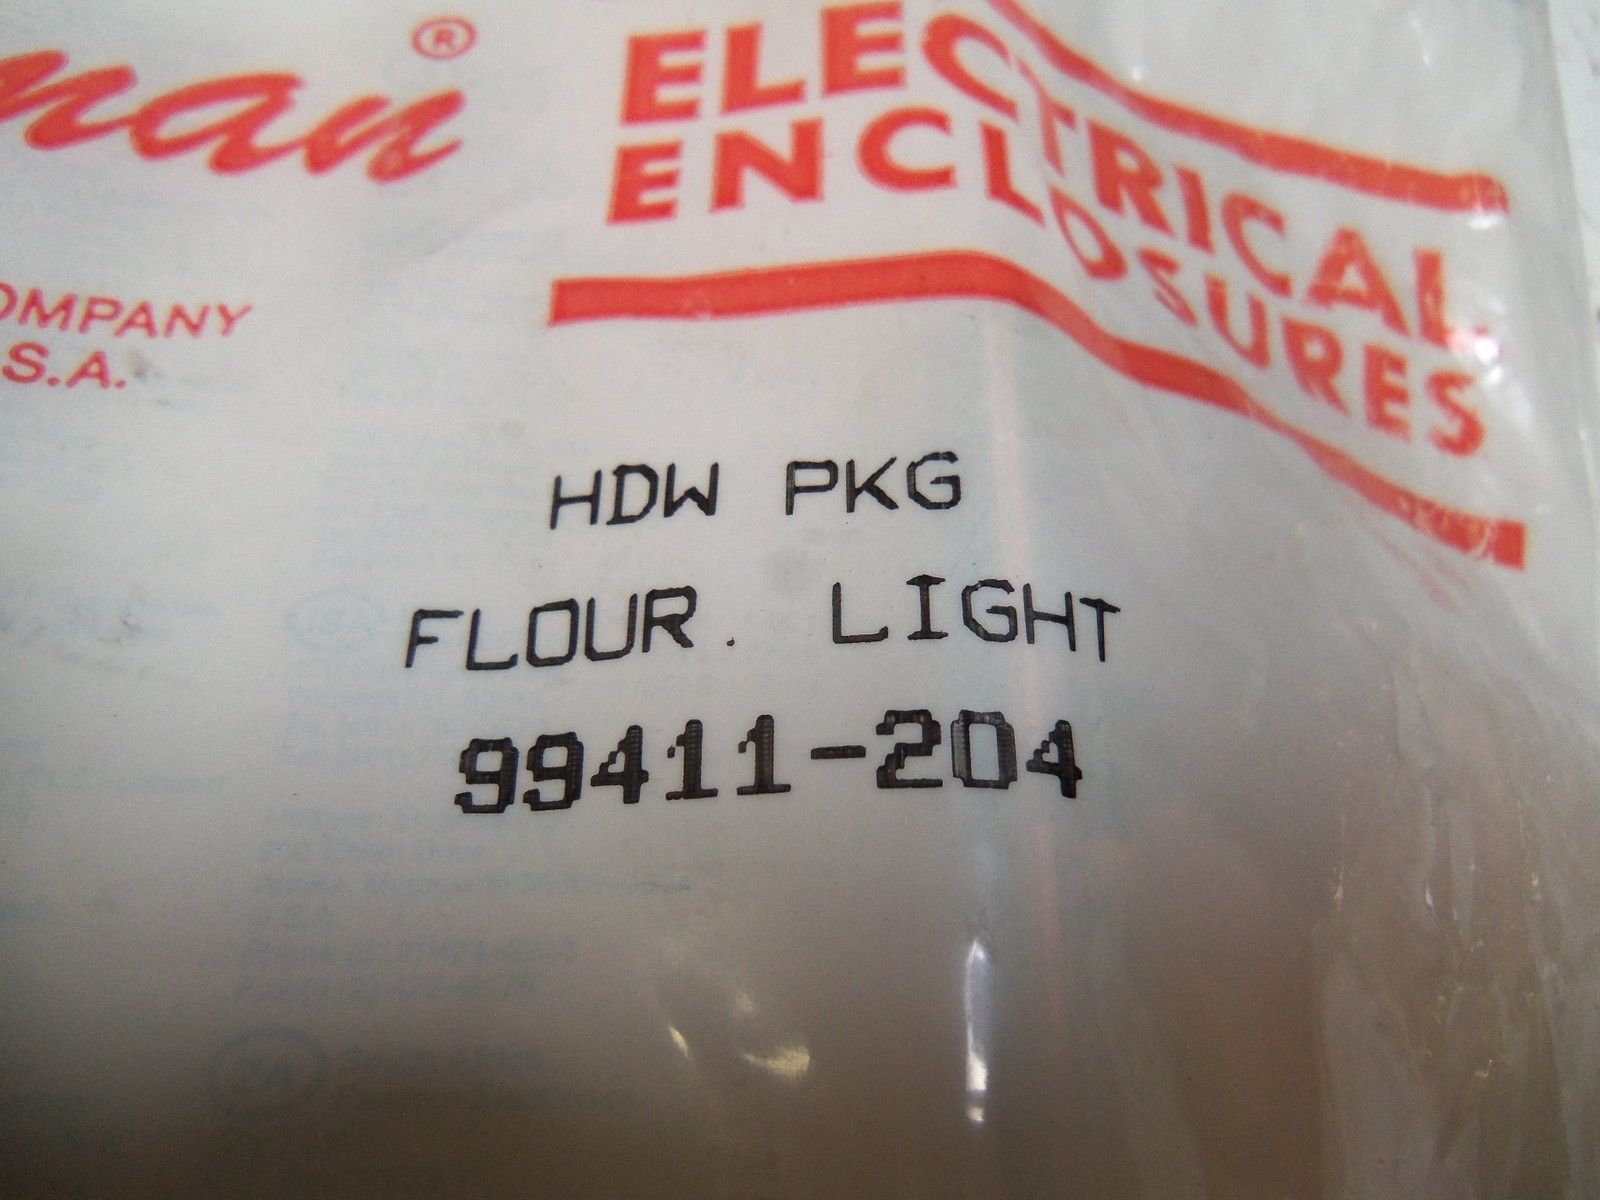 man®
ELECTRICAL
ENCLOSURES
OMPANY
S.A.
HDW PKG
FLOUR. LIGHT
99411-204